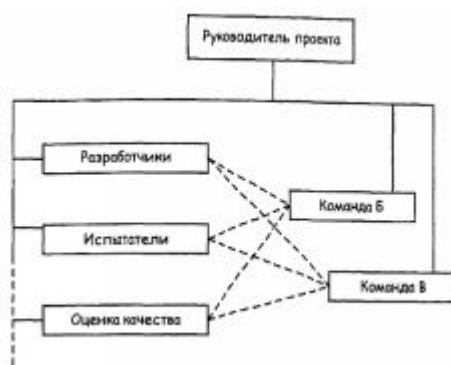 Руководитель проекта
Разработчики
Команда Б
Испытатели
Команда В
Оценка качества